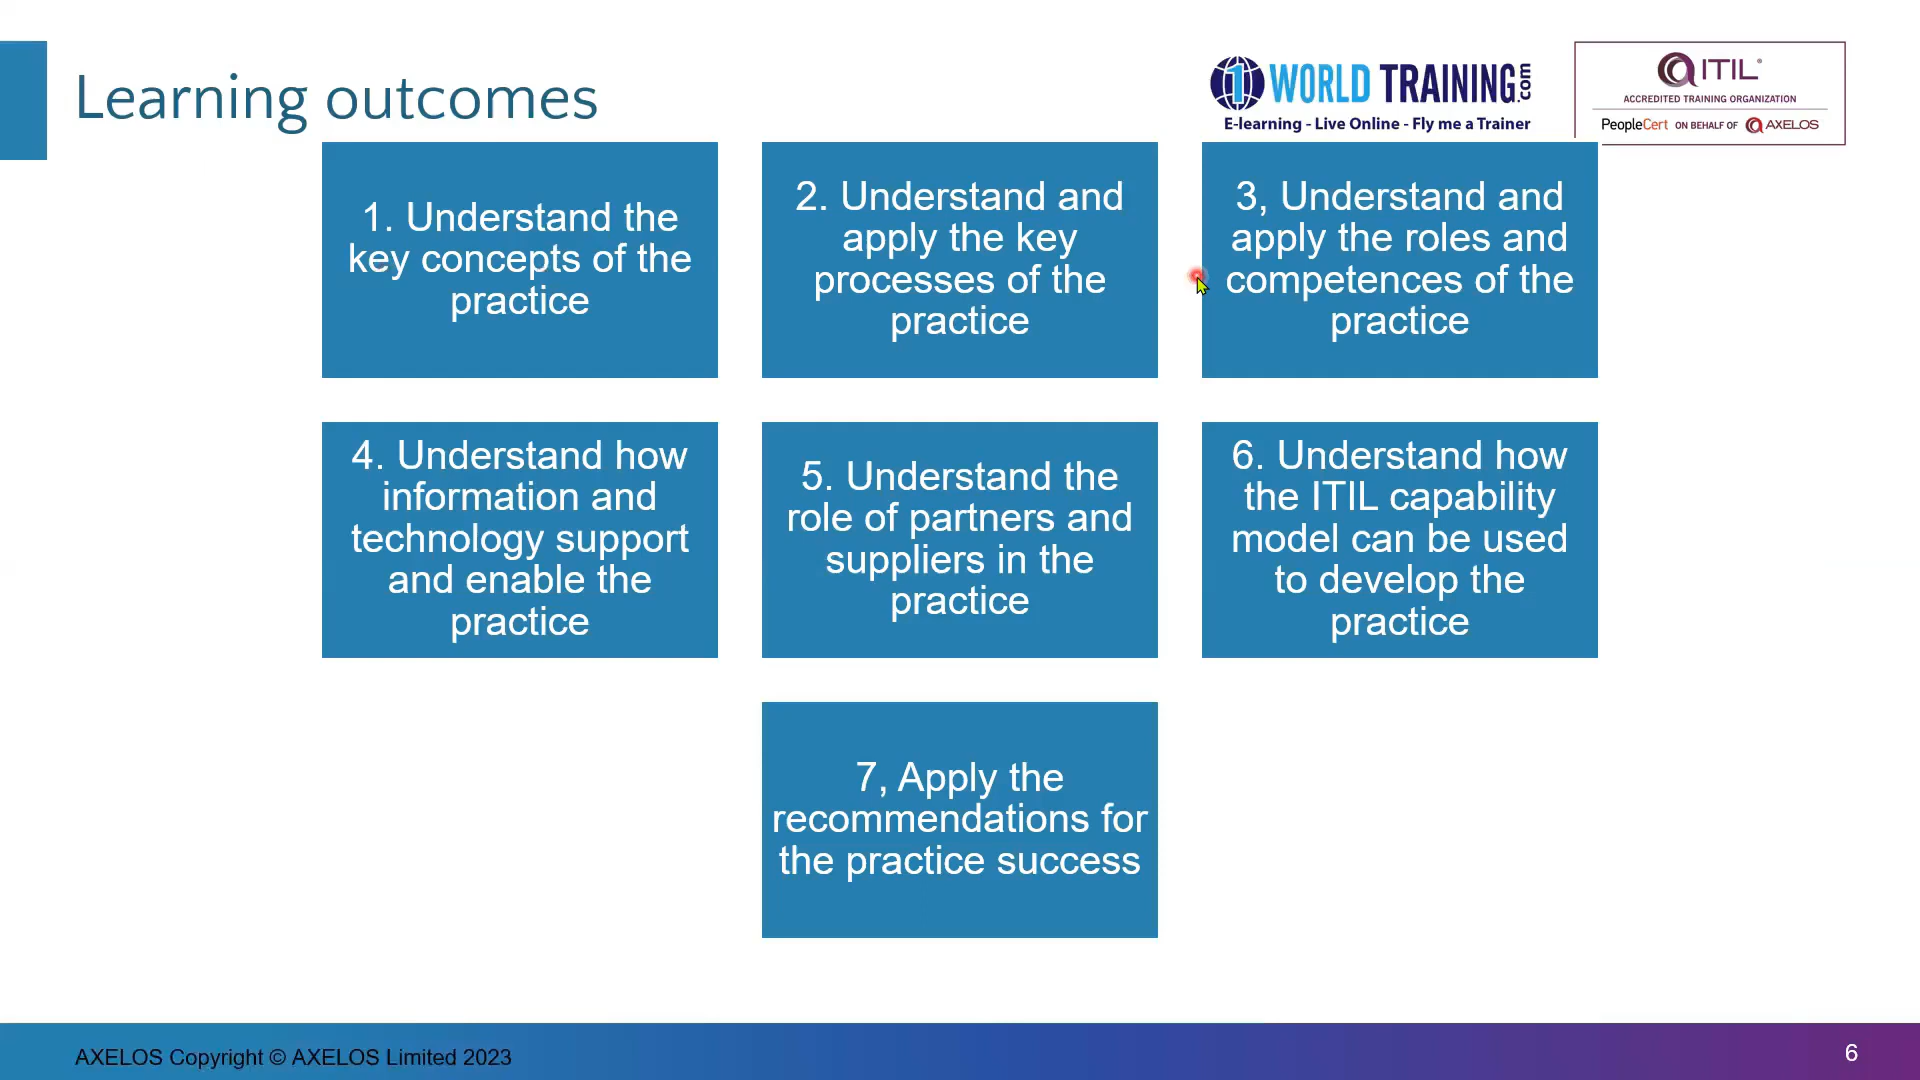 Learning outcomes
1 WORLD TRAINING.com
E-learning - Live Online - Fly me a Trainer
ITIL®
ACCREDITED TRAINING ORGANIZATION
PeopleCert ON BEHALF OF AXELOS
1. Understand the
key concepts of the
practice
2. Understand and
apply the key
processes of the
practice
3, Understand and
apply the roles and
competences of the
practice
4. Understand how
information and
technology support
and enable the
practice
5. Understand the
role of partners and
suppliers in the
practice
6. Understand how
the ITIL capability
model can be used
to develop the
practice
7, Apply the
recommendations for
the practice success
AXELOS Copyright © AXELOS Limited 2023
6